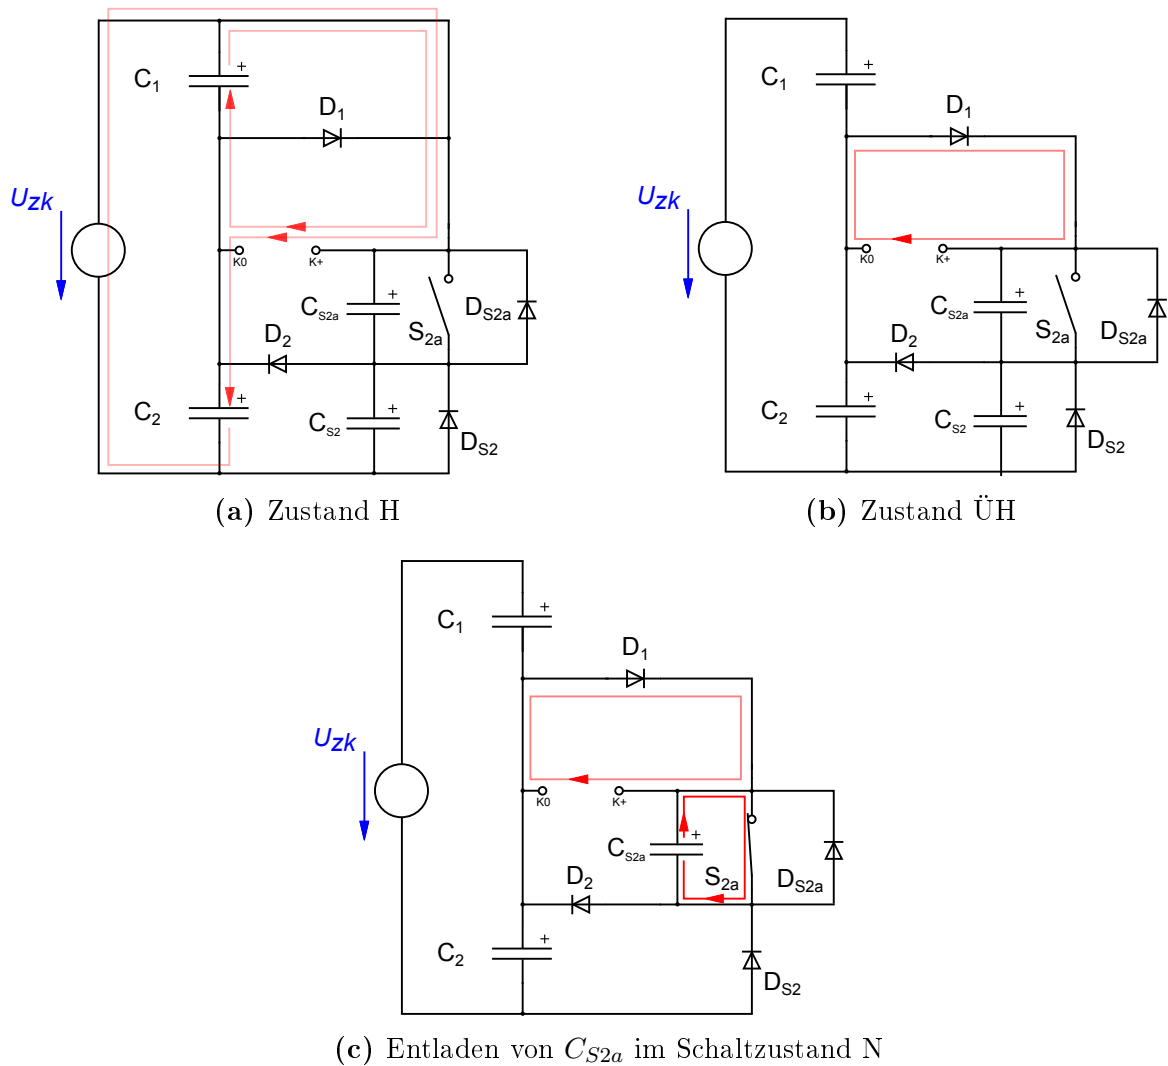 C1
+
D1
Uzk
K0
K+
CS2a
+
S2a
DS2a
D2
C2
+
CS2
+
DS2
(a) Zustand H
C1
+
D1
Uzk
K0
K+
CS2a
+
S2a
DS2a
D2
C2
+
CS2
+
DS2
(b) Zustand ÜH
C1
+
D1
Uzk
K0
K+
CS2a
+
S2a
DS2a
D2
C2
+
DS2
(c) Entladen von CS2a im Schaltzustand N